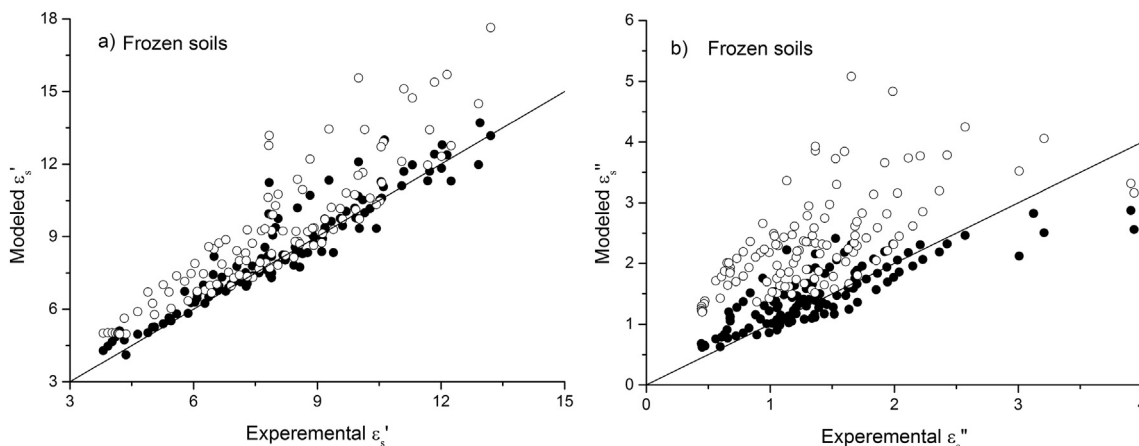 a) Frozen soils
18
15
12
9
6
3
3 6 9 12 15
Modeled ε_s'
Experemental ε_s'
b) Frozen soils
6
5
4
3
2
1
0
0 1 2 3 4
Modeled ε_s"
Experemental ε_s"